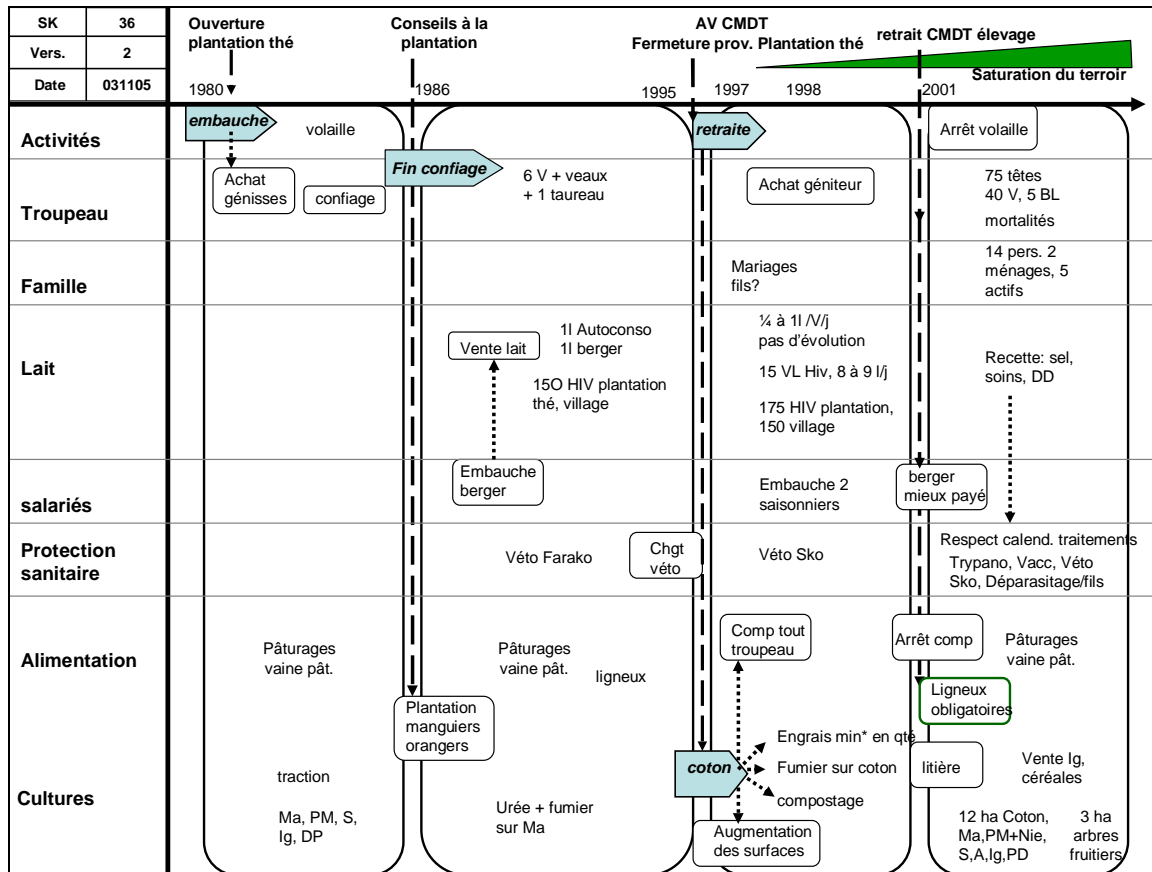 SK 36
Vers. 2
Date 031105
Ouverture
plantation thé
Conseils à la
plantation
AV CMDT
Fermeture prov. Plantation thé
retrait CMDT élevage
Saturation du terroir
1980
1986
1995
1997
1998
2001
Activités
embauche
volaille
retraite
Arrêt volaille
Troupeau
Achat
génisses
confiage
Fin confiage
6 V + veaux
+ 1 taureau
Achat géniteur
75 têtes
40 V, 5 BL
mortalités
Famille
Mariages
fils?
14 pers. 2
ménages, 5
actifs
Lait
Vente lait
1l Autoconso
1l berger
15O HIV plantation
thé, village
¼ à 1l /V/j
pas d’évolution
15 VL Hiv, 8 à 9 l/j
175 HIV plantation,
150 village
Recette: sel,
soins, DD
salariés
Embauche
berger
Embauche 2
saisonniers
berger
mieux payé
Protection
sanitaire
Véto Farako
Chgt
véto
Véto Sko
Respect calend. traitements
Trypano, Vacc, Véto
Sko, Déparasitage/fils
Alimentation
Pâturages
vaine pât.
Pâturages
vaine pât.
ligneux
Comp tout
troupeau
Arrêt comp
Pâturages
vaine pât.
Ligneux
obligatoires
Plantation
manguiers
orangers
Cultures
traction
Ma, PM, S,
Ig, DP
Urée + fumier
sur Ma
coton
Engrais min* en qté
Fumier sur coton
compostage
Augmentation
des surfaces
litière
Vente Ig,
céréales
12 ha Coton,
Ma,PM+Nie,
S,A,Ig,PD
3 ha
arbres
fruitiers